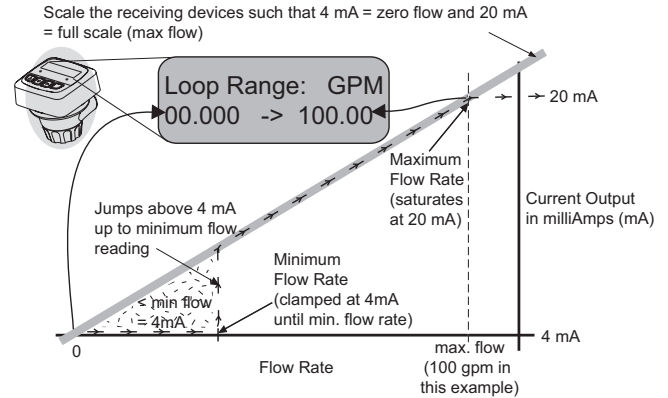 Scale the receiving devices such that 4 mA = zero flow and 20 mA
= full scale (max flow)
Loop Range: GPM
00.000 -> 100.00
20 mA
Maximum
Flow Rate
(saturates
at 20 mA)
Current Output
in milliAmps (mA)
Jumps above 4 mA
up to minimum flow
reading
Minimum
Flow Rate
(clamped at 4mA
until min. flow rate)
< min flow
= 4mA
4 mA
0
Flow Rate
max. flow
(100 gpm in
this example)